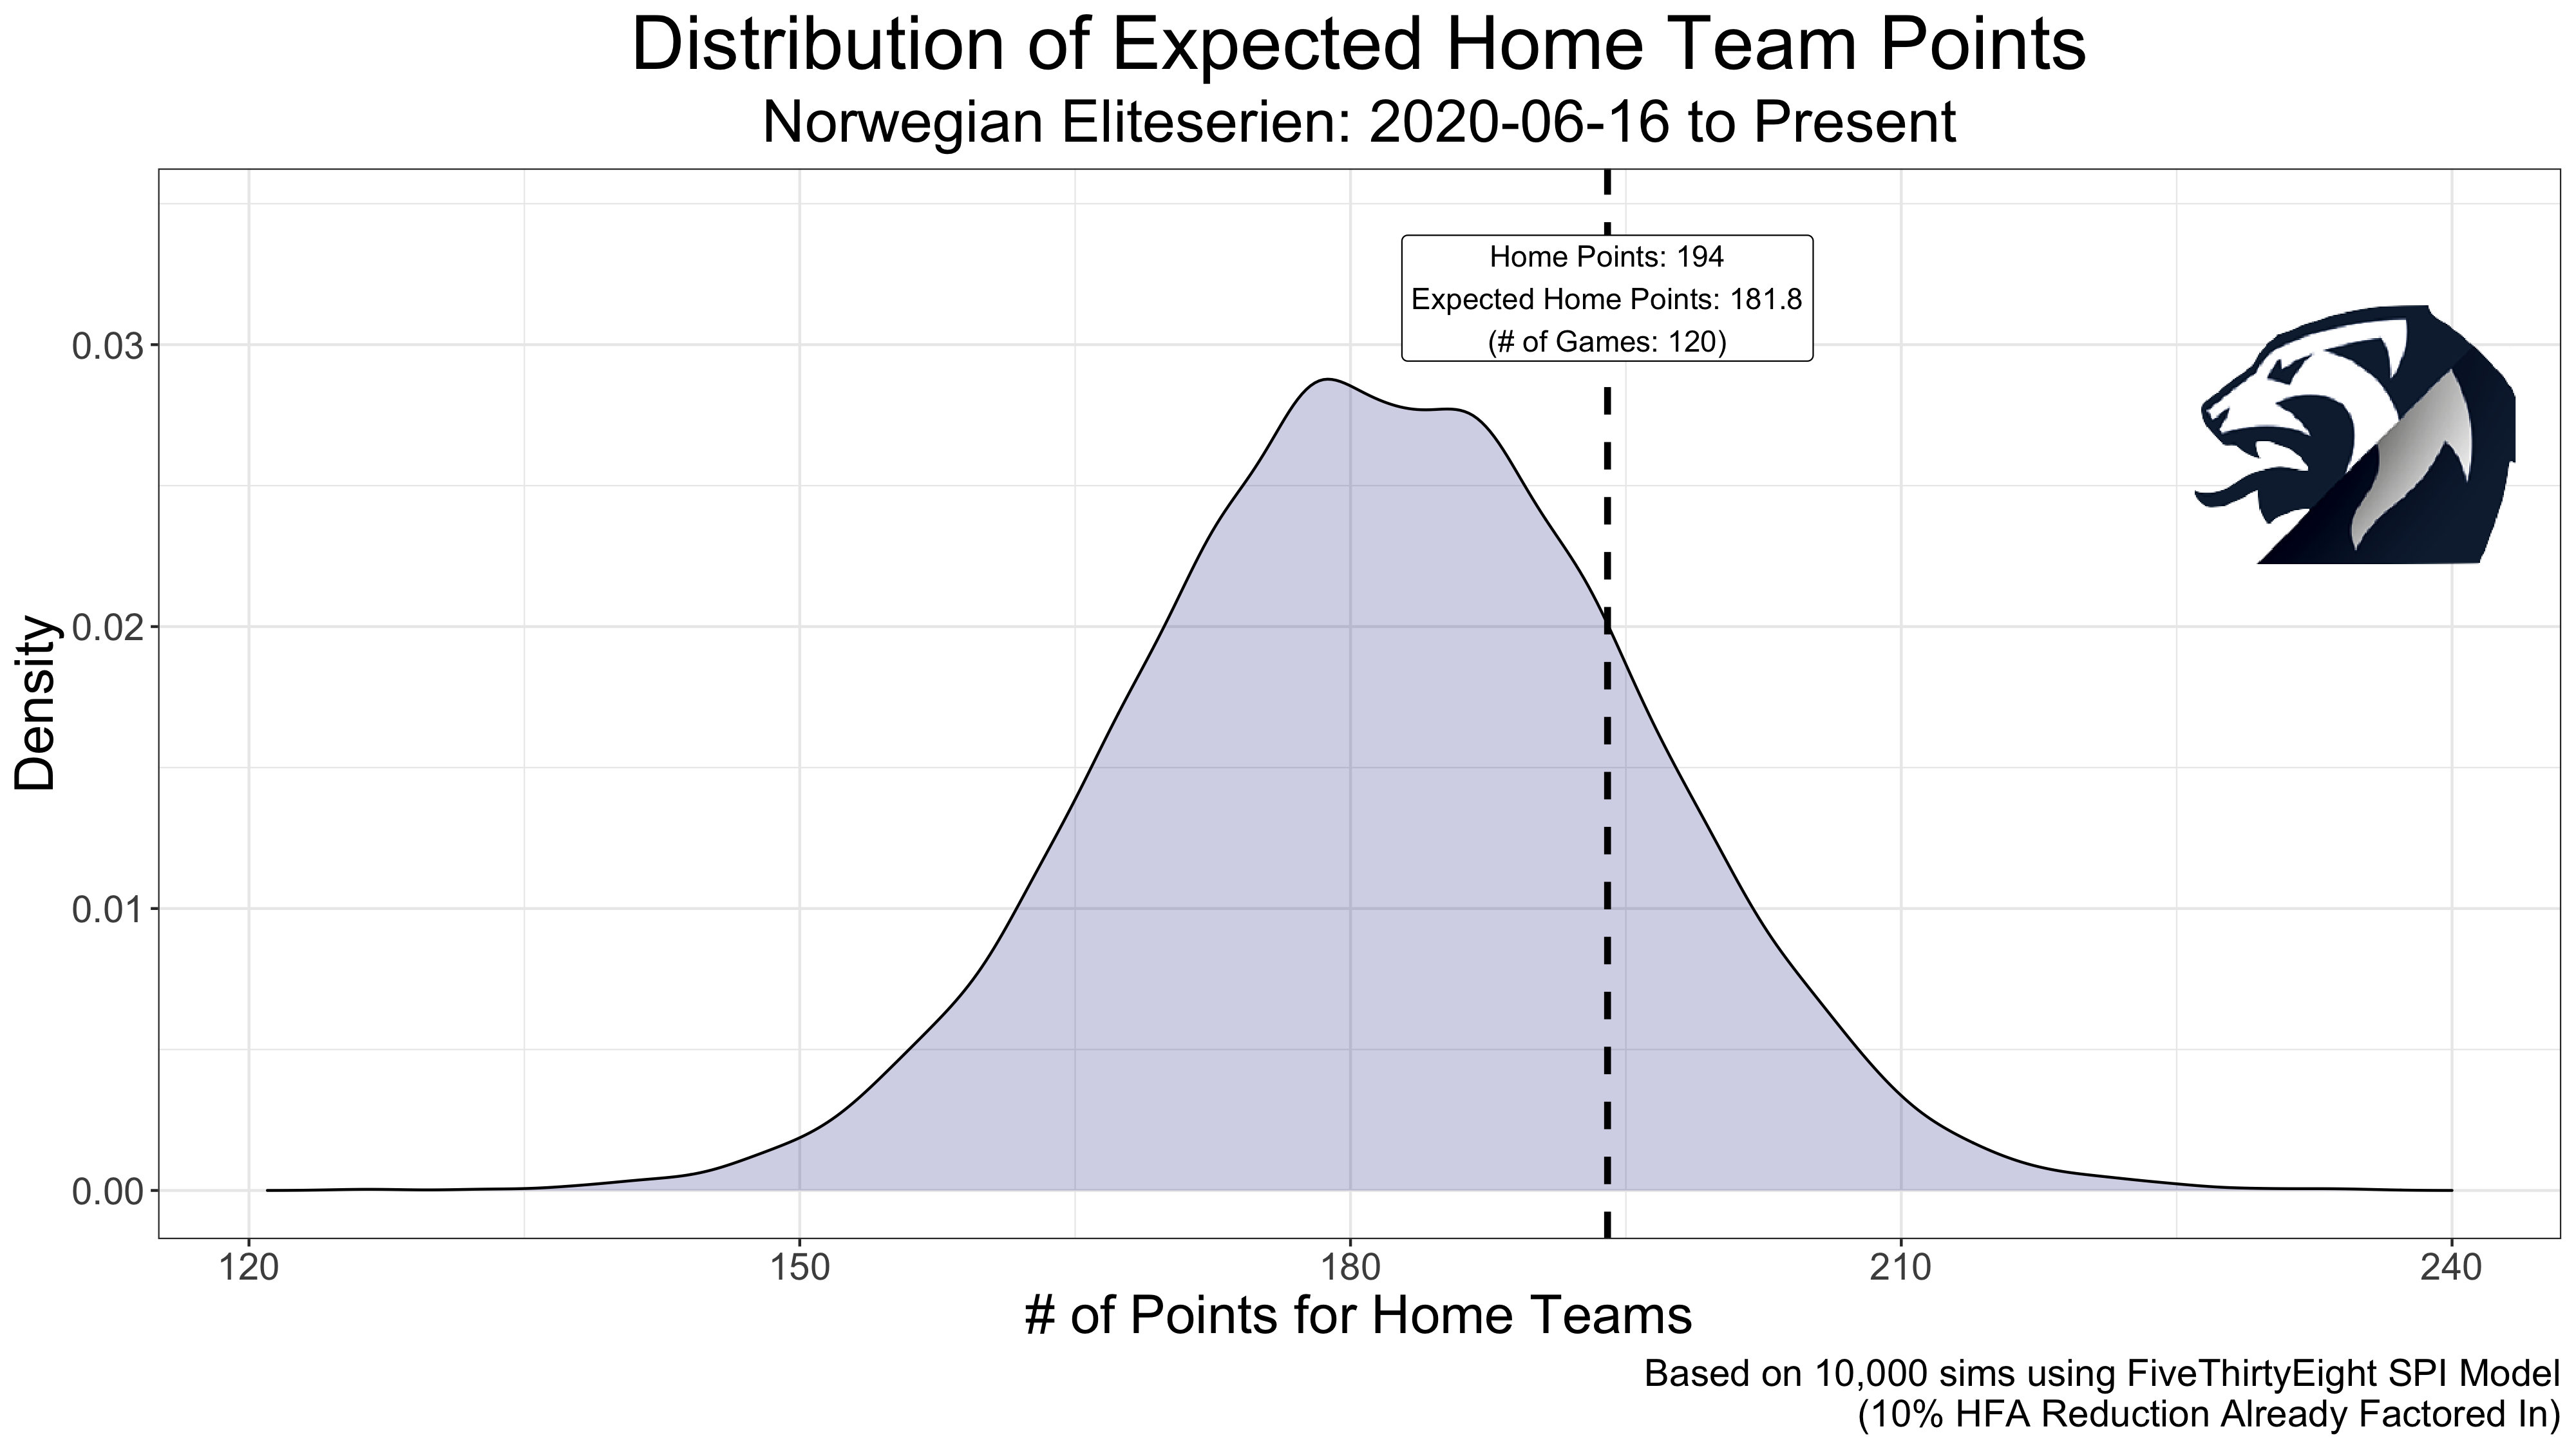 Distribution of Expected Home Team Points
Norwegian Eliteserien: 2020-06-16 to Present
Home Points: 194
Expected Home Points: 181.8
(# of Games: 120)
0.03
0.02
0.01
0.00
Density
120 150 180 210 240
# of Points for Home Teams
Based on 10,000 sims using FiveThirtyEight SPI Model
(10% HFA Reduction Already Factored In)